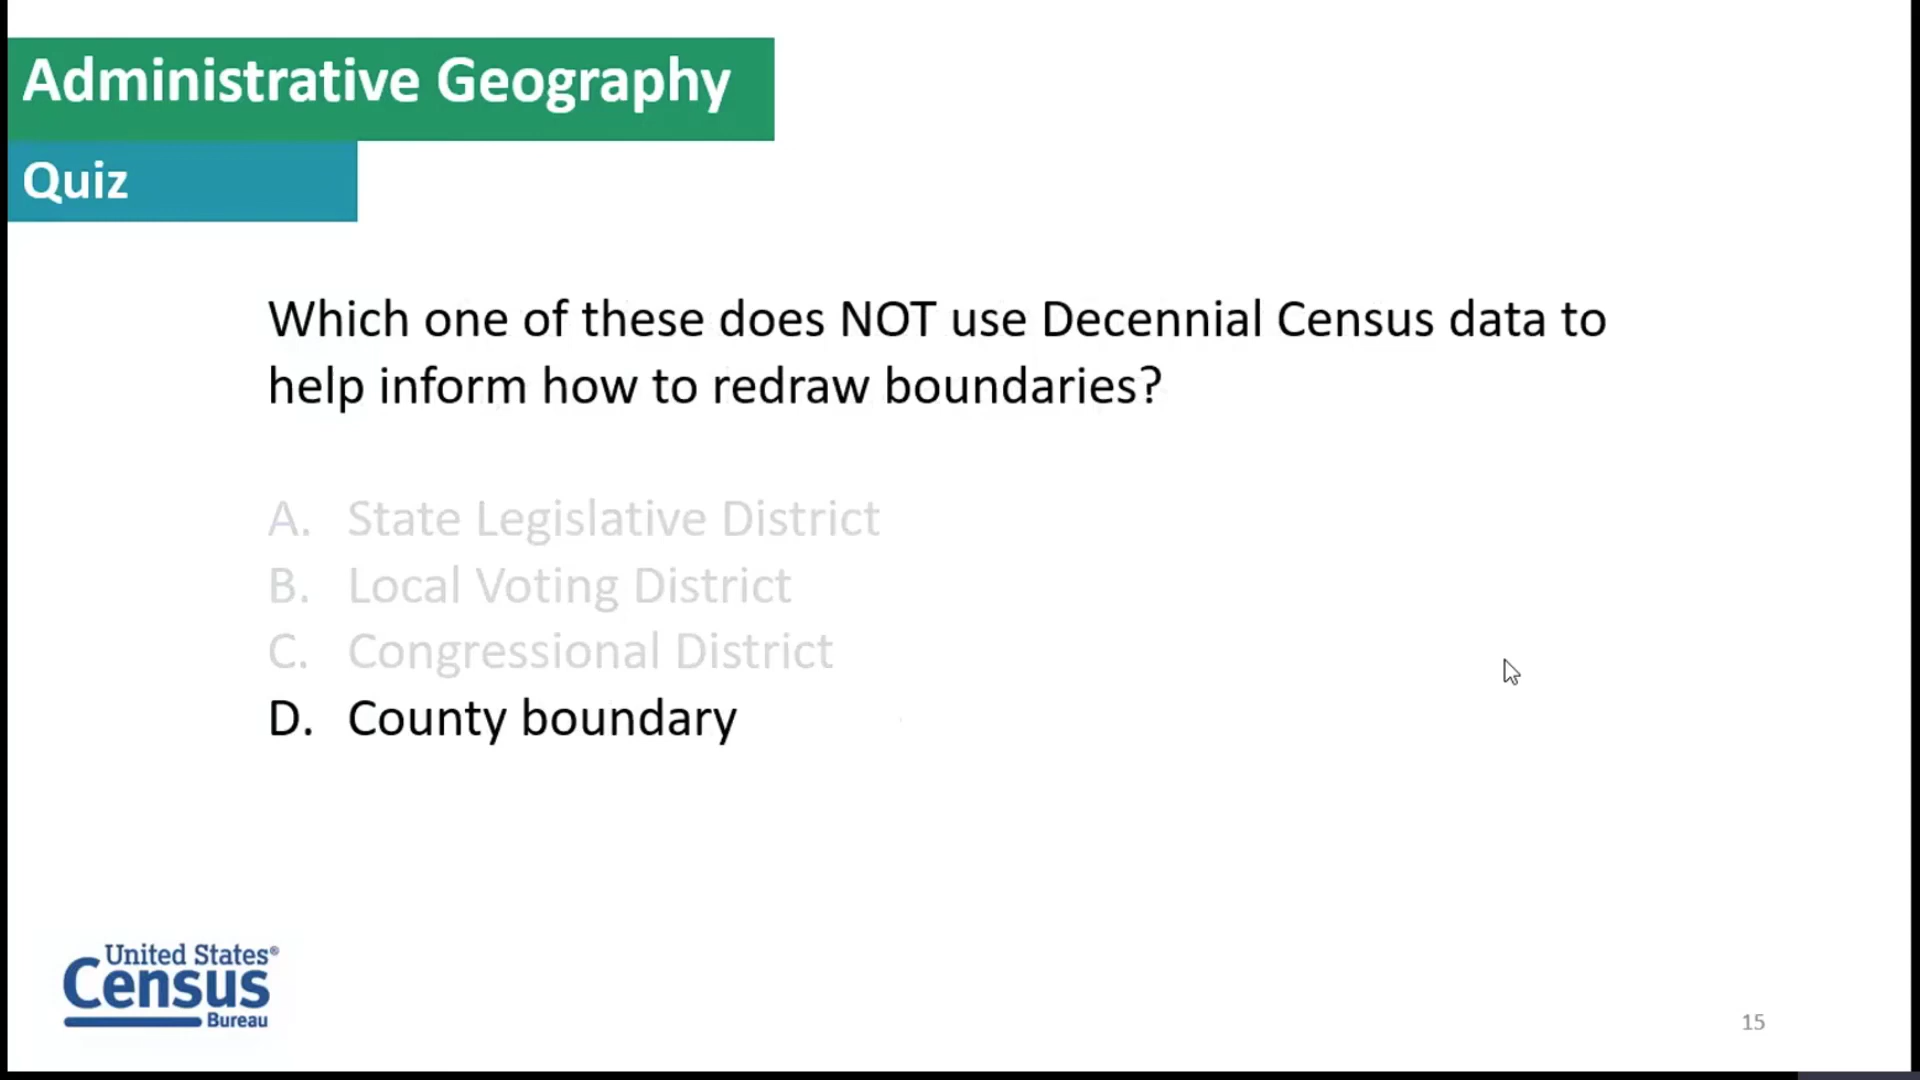 Administrative Geography
Quiz
Which one of these does NOT use Decennial Census data to
help inform how to redraw boundaries?
A. State Legislative District
B. Local Voting District
C. Congressional District
D. County boundary
United States®
Census
Bureau
15